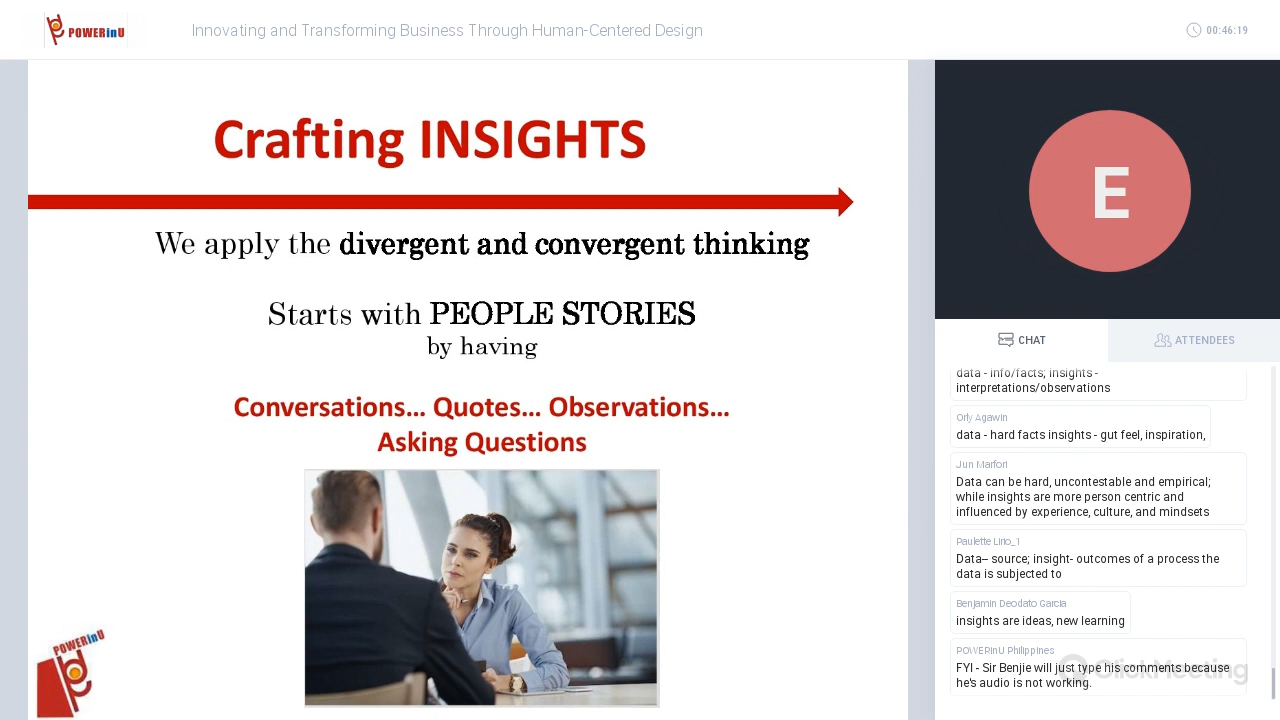 POWERinU
Innovating and Transforming Business Through Human-Centered Design
00:46:19
Crafting INSIGHTS
We apply the divergent and convergent thinking
Starts with PEOPLE STORIES
by having
Conversations... Quotes... Observations...
Asking Questions
POWERinU
E
CHAT
ATTENDEES
data - info/facts; insights -
interpretations/observations
Orly Agawin
data - hard facts insights - gut feel, inspiration,
Jun Marfori
Data can be hard, uncontestable and empirical;
while insights are more person centric and
influenced by experience, culture, and mindsets
Paulette Lirio_1
Data-- source; insight- outcomes of a process the
data is subjected to
Benjamin Deodato Garcia
insights are ideas, new learning
POWERinU Philippines
FYI - Sir Benjie will just type his comments because
he's audio is not working.
ClickMeeting